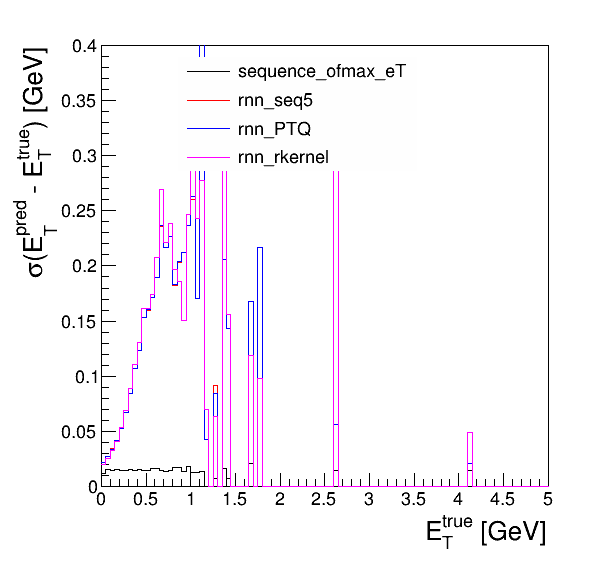 0.4
sequence_ofmax_eT
rnn_seq5
rnn_PTQ
rnn_rkernel
0.35
0.3
0.25
0.2
0.15
0.1
0.05
0
σ(E_T^pred - E_T^true) [GeV]
0 0.5 1 1.5 2 2.5 3 3.5 4 4.5 5
E_T^true [GeV]